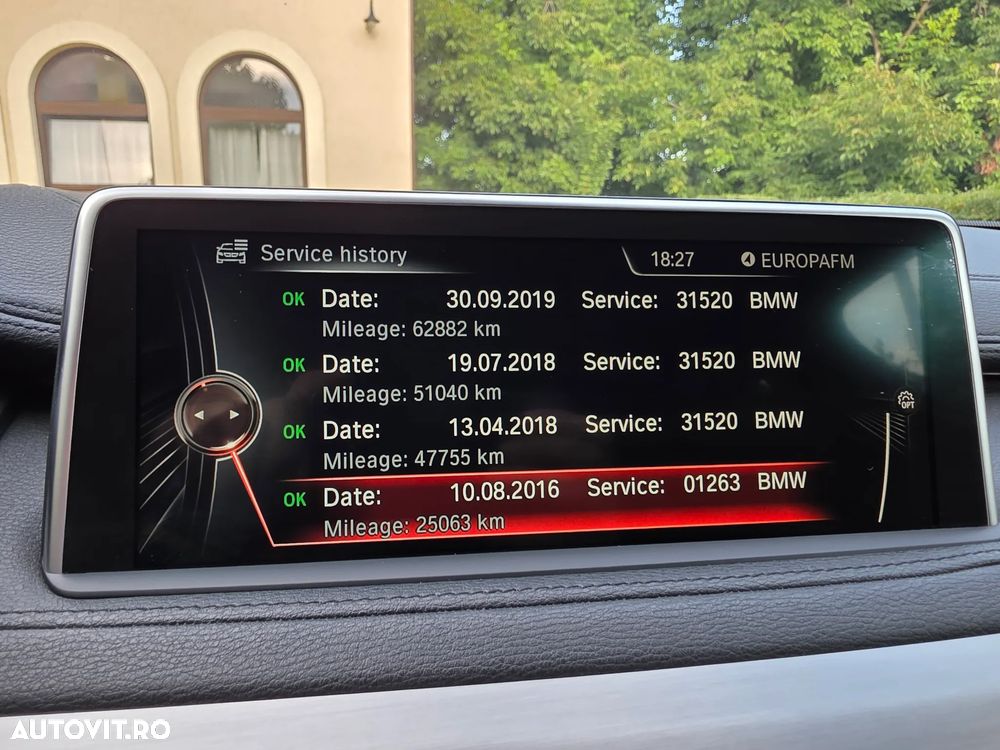 Service history 18:27 EUROPAFM
OK Date: 30.09.2019 Service: 31520 BMW
Mileage: 62882 km
OK Date: 19.07.2018 Service: 31520 BMW
Mileage: 51040 km
OK Date: 13.04.2018 Service: 31520 BMW
Mileage: 47755 km
OPT
OK Date: 10.08.2016 Service: 01263 BMW
Mileage: 25063 km
AUTOVIT.RO